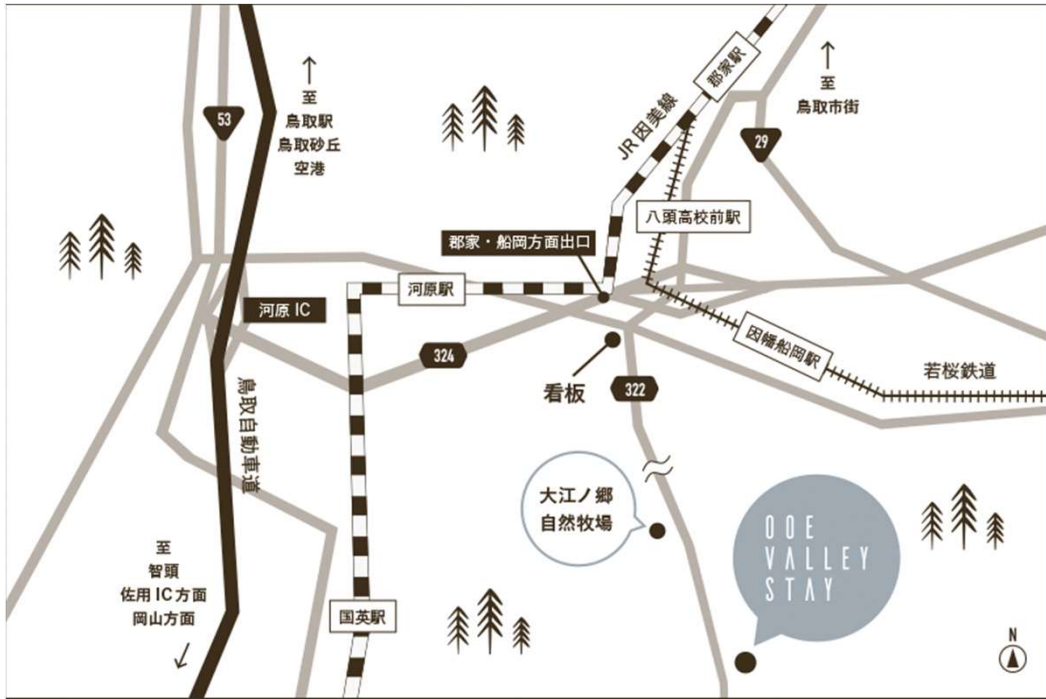 53
至
鳥取駅
鳥取砂丘
空港
JR因美線
郡家駅
至
鳥取市街
29
八頭高校前駅
郡家・船岡方面出口
河原駅
河原IC
324
看板
322
因幡船岡駅
若桜鉄道
鳥取自動車道
大江ノ郷
自然牧場
OOE
VALLEY
STAY
至
智頭
佐用IC方面
岡山方面
国英駅
N